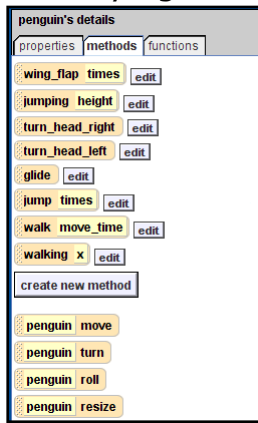 penguin's details
properties methods functions
wing_flap times edit
jumping height edit
turn_head_right edit
turn_head_left edit
glide edit
jump times edit
walk move_time edit
walking x edit
create new method
penguin move
penguin turn
penguin roll
penguin resize